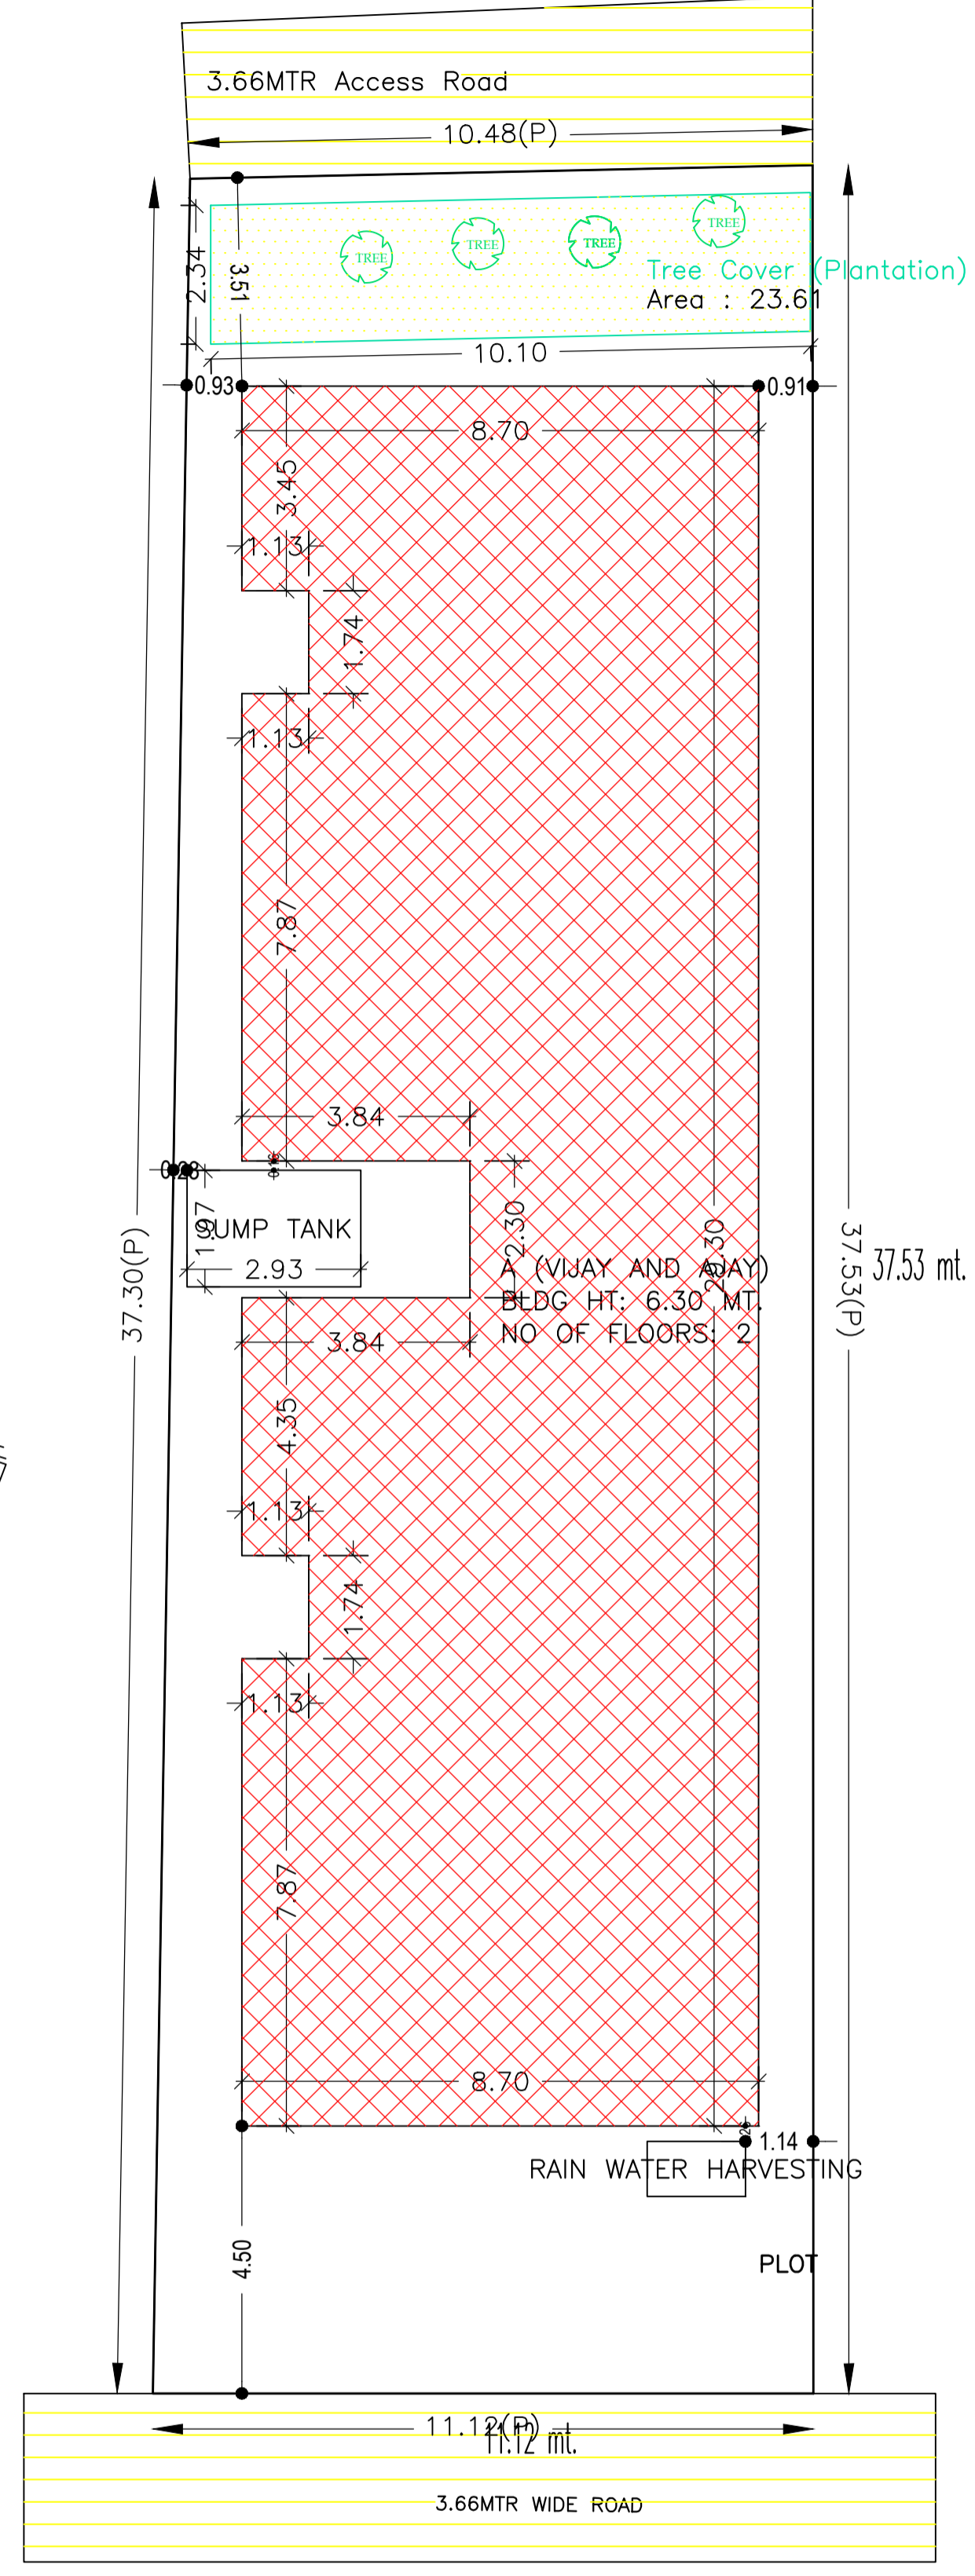 3.66MTR Access Road
10.48(P)
TREE
TREE
TREE
TREE
2.34
3.51
Tree Cover (Plantation)
Area : 23.61
10.10
0.93
0.91
8.70
3.45
1.13
1.74
1.13
7.87
3.84
0.28
0.16
SUMP TANK
1.97
2.93
2.30
29.30
A (VIJAY AND AJAY)
BLDG HT: 6.30 MT.
NO OF FLOORS: 2
37.30(P)
37.53(P)
37.53 mt.
3.84
4.35
1.13
1.74
1.13
7.87
8.70
1.14
RAIN WATER HARVESTING
4.50
PLOT
11.12(P)
11.12 mt.
3.66MTR WIDE ROAD